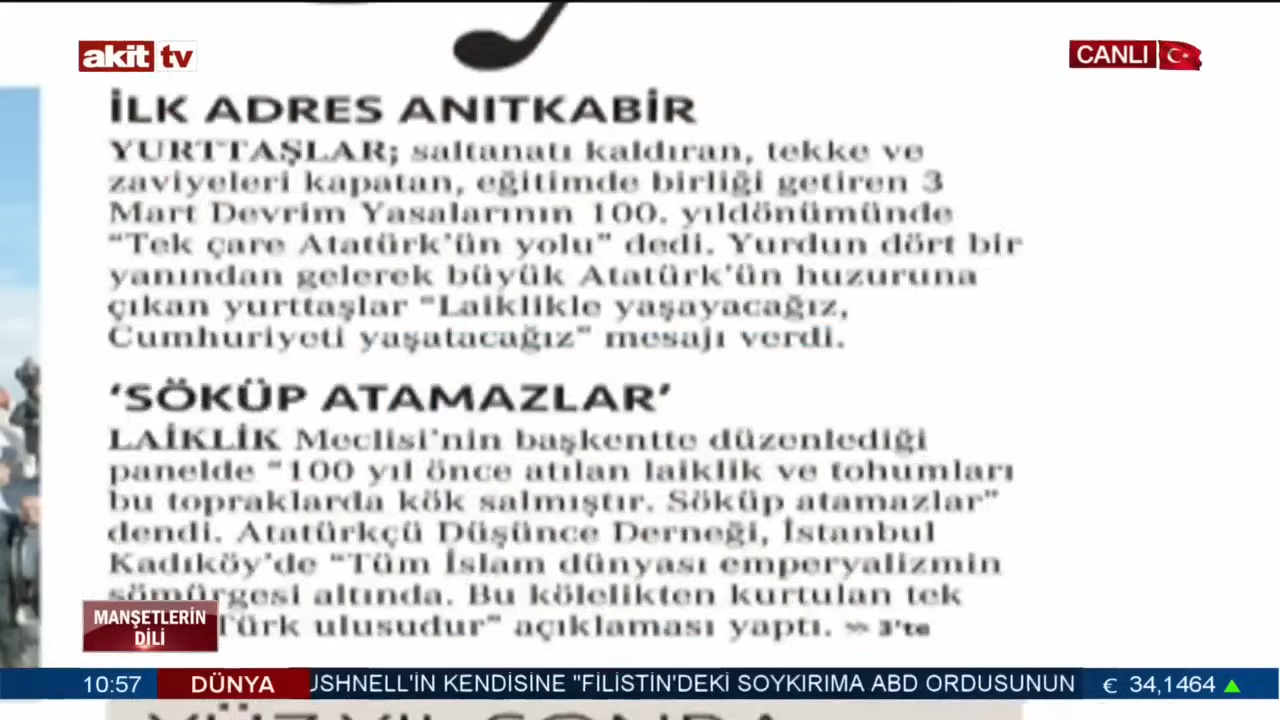 akit tv
CANLI
İLK ADRES ANITKABİR
YURTTAŞLAR; saltanatı kaldıran, tekke ve
zaviyeleri kapatan, eğitimde birliği getiren 3
Mart Devrim Yasalarının 100. yıldönümünde
“Tek çare Atatürk’ün yolu” dedi. Yurdun dört bir
yanından gelerek büyük Atatürk’ün huzuruna
çıkan yurttaşlar “Laiklikle yaşayacağız,
Cumhuriyeti yaşatacağız” mesajı verdi.
‘SÖKÜP ATAMAZLAR’
LAİKLİK Meclisi’nin başkentte düzenlediği
panelde “100 yıl önce atılan laiklik ve tohumları
bu topraklarda kök salmıştır. Söküp atamazlar”
dendi. Atatürkçü Düşünce Derneği, İstanbul
Kadıköy’de “Tüm İslam dünyası emperyalizmin
sömürgesi altında. Bu kölelikten kurtulan tek
Türk ulusudur” açıklaması yaptı. »» 3’te
MANŞETLERİN
DİLİ
10:57 DÜNYA USHNELL'İN KENDİSİNE "FİLİSTİN'DEKİ SOYKIRIMA ABD ORDUSUNUN € 34,1464
YÜZ YIL SONRA